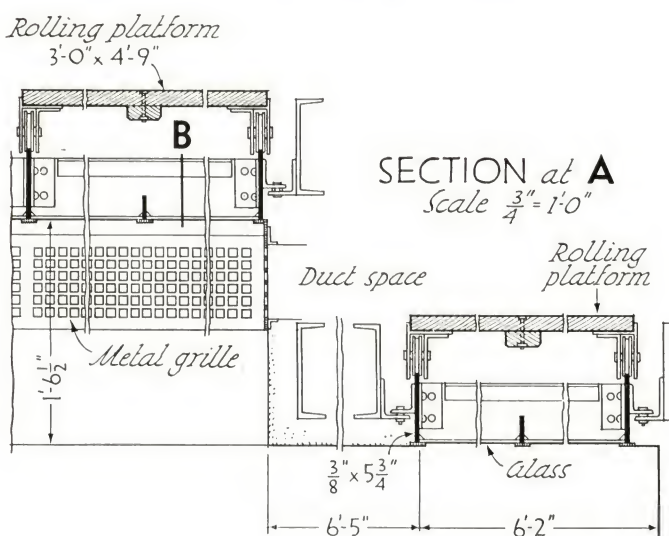 Rolling platform
3'-0" x 4'-9"
B
SECTION at A
Scale 3/4" = 1'-0"
Rolling
platform
Duct space
Metal grille
1'-6 1/2"
3/8" x 5 3/4"
Glass
6'-5"
6'-2"